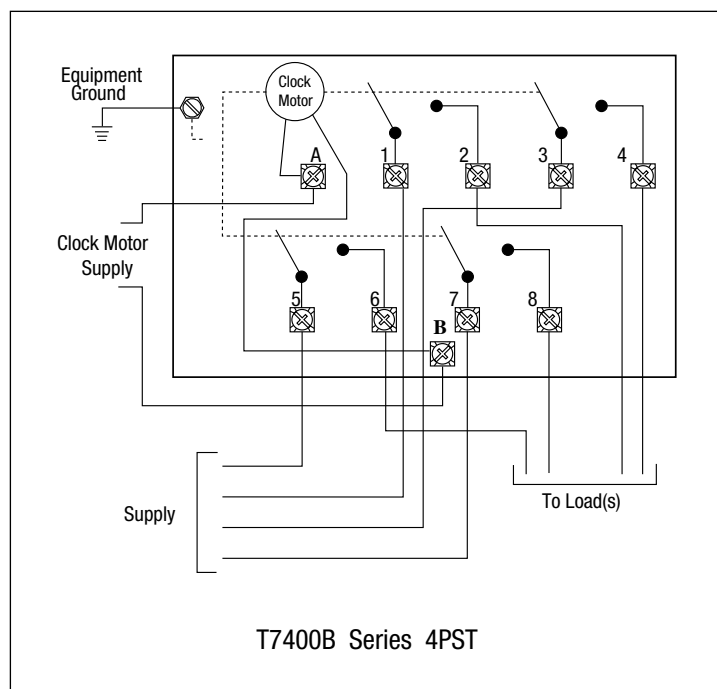 Equipment
Ground
Clock
Motor
A
1
2
3
4
Clock Motor
Supply
5
6
B
7
8
Supply
To Load(s)
T7400B Series 4PST